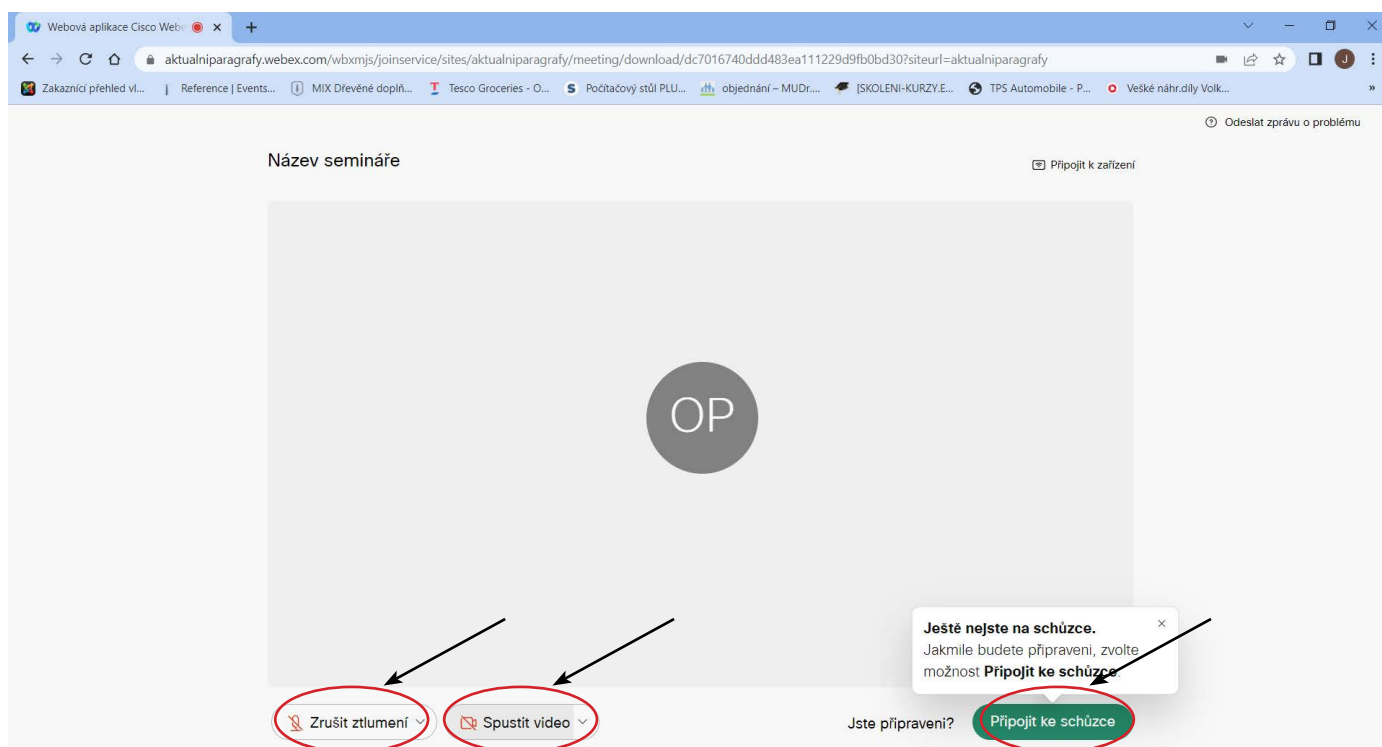 Webová aplikace Cisco Webe
aktualniparagrafy.webex.com/wbxmjs/joinservice/sites/aktualniparagrafy/meeting/download/dc7016740ddd483ea111229d9fb0bd30?siteurl=aktualniparagrafy
J
Zakaznící přehled vl... Reference | Events... MIX Dřevěné doplň... Tesco Groceries - O... S Počítačový stůl PLU... objednání – MUDr.... [SKOLENI-KURZY.E... TPS Automobile - P... Vešké náhr.díly Volk... »
Odeslat zprávu o problému
Název semináře
Připojit k zařízení
OP
Ještě nejste na schůzce.
Jakmile budete připraveni, zvolte
možnost Připojit ke schůzce.
Zrušit ztlumení
Spustit video
Jste připraveni?
Připojit ke schůzce